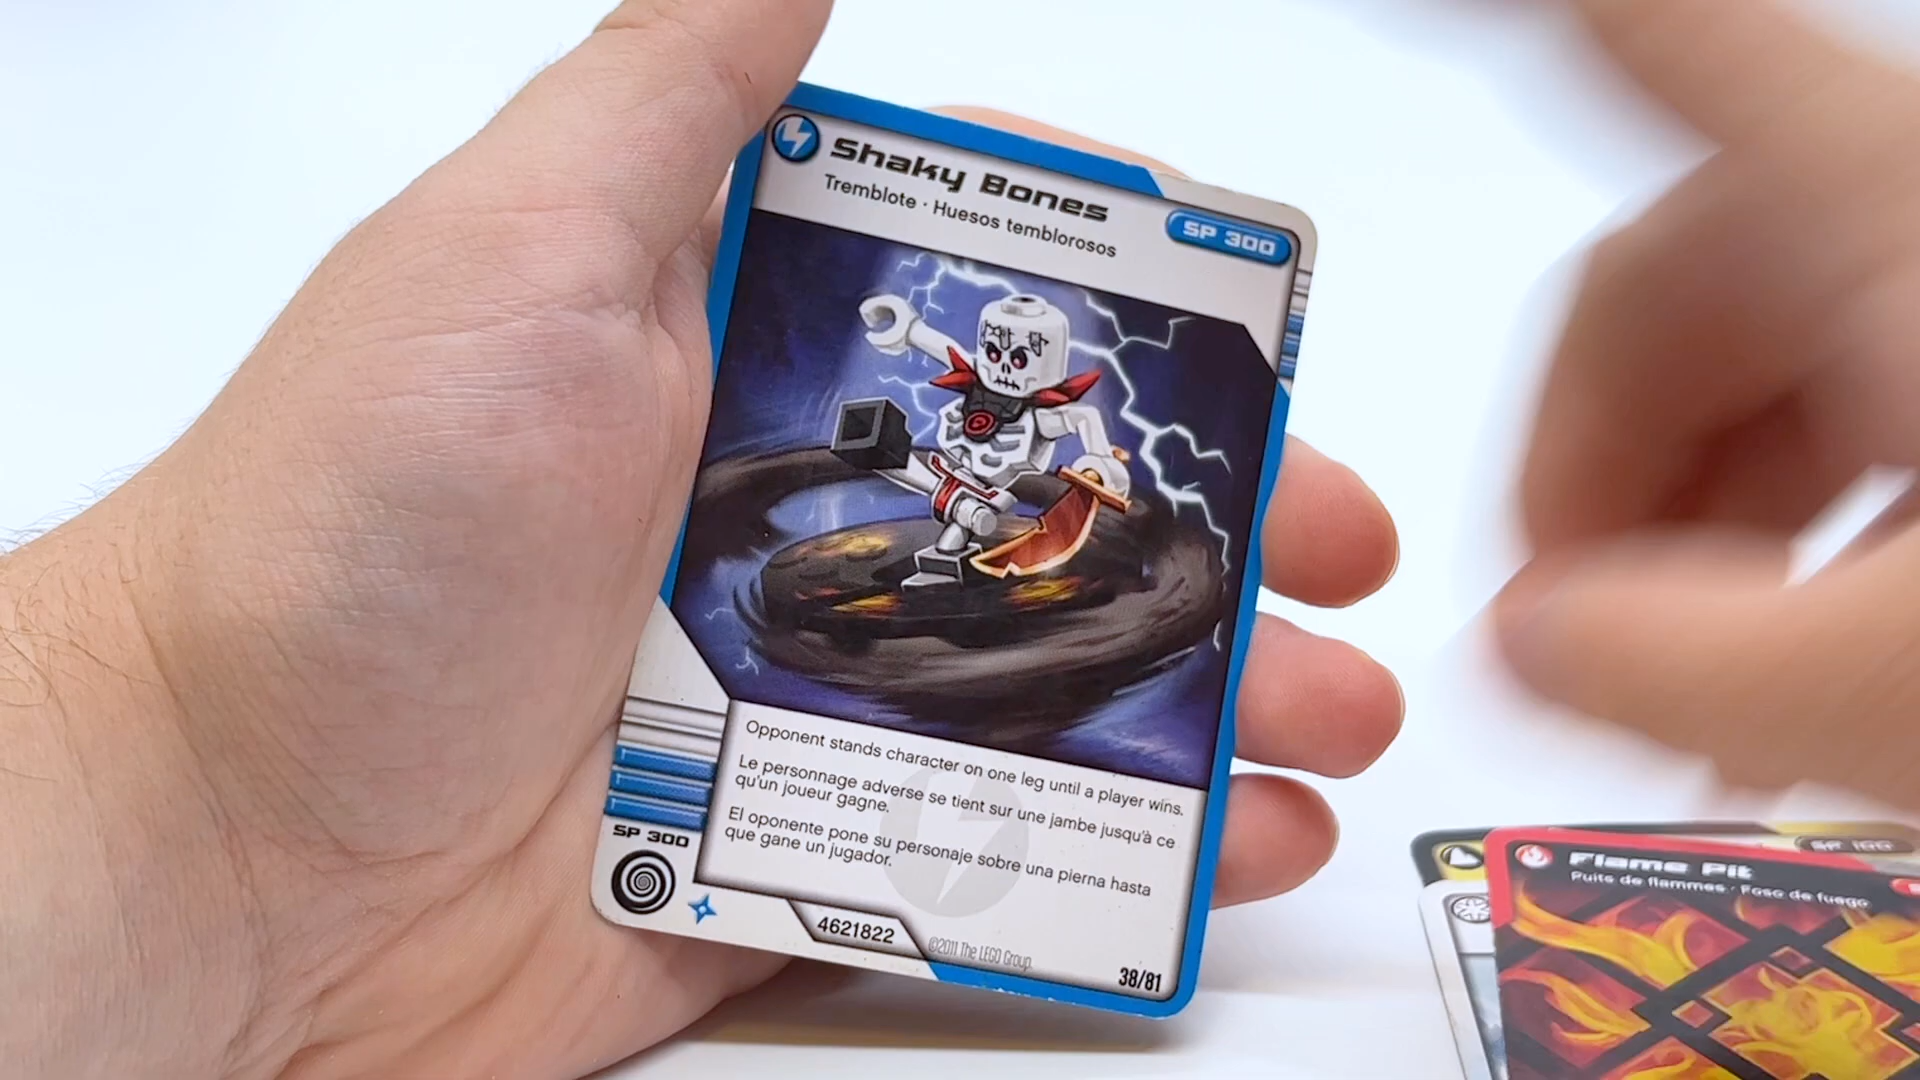 Shaky Bones
Tremblote · Huesos temblorosos
SP 300
Opponent stands character on one leg until a player wins.
Le personnage adverse se tient sur une jambe jusqu'à ce
qu'un joueur gagne.
El oponente pone su personaje sobre una pierna hasta
que gane un jugador.
SP 300
4621822
©2011 The LEGO Group.
38/81
SP 100
Flame Pit
Puits de flammes · Foso de fuego